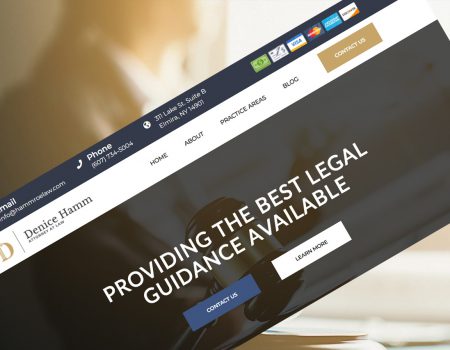 Email
info@hammroelaw.com
Phone
(607) 734-5004
311 Lake St. Suite B
Elmira, NY 14901
VISA
CONTACT US
Denice Hamm
ATTORNEY AT LAW
HOME
ABOUT
PRACTICE AREAS
BLOG
PROVIDING THE BEST LEGAL
GUIDANCE AVAILABLE
CONTACT US
LEARN MORE